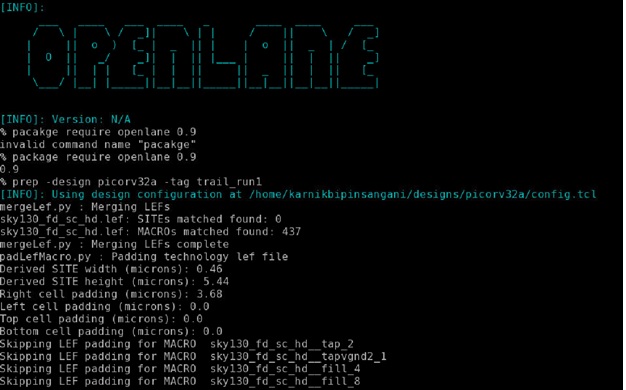 [INFO]:
OPENLANE
[INFO]: Version: N/A
% pacakge require openlane 0.9
invalid command name "pacakge"
% package require openlane 0.9
0.9
% prep -design picorv32a -tag trail_run1
[INFO]: Using design configuration at /home/karnikbipinsangani/designs/picorv32a/config.tcl
mergeLef.py : Merging LEFs
sky130_fd_sc_hd.lef: SITEs matched found: 0
sky130_fd_sc_hd.lef: MACROs matched found: 437
mergeLef.py : Merging LEFs complete
padLefMacro.py : Padding technology lef file
Derived SITE width (microns): 0.46
Derived SITE height (microns): 5.44
Right cell padding (microns): 3.68
Left cell padding (microns): 0.0
Top cell padding (microns): 0.0
Bottom cell padding (microns): 0.0
Skipping LEF padding for MACRO  sky130_fd_sc_hd__tap_2
Skipping LEF padding for MACRO  sky130_fd_sc_hd__tapvgnd2_1
Skipping LEF padding for MACRO  sky130_fd_sc_hd__fill_4
Skipping LEF padding for MACRO  sky130_fd_sc_hd__fill_8